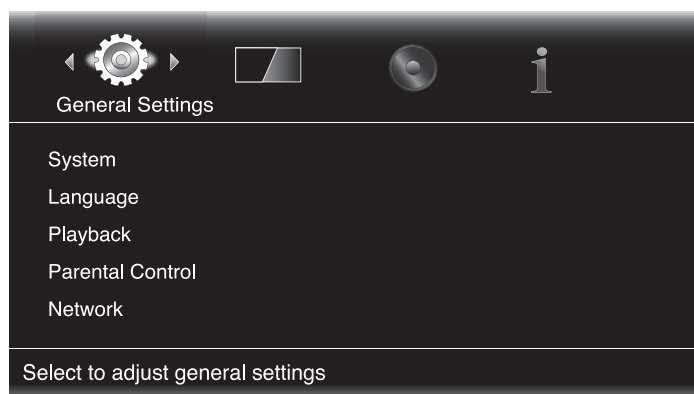 General Settings
System
Language
Playback
Parental Control
Network
Select to adjust general settings